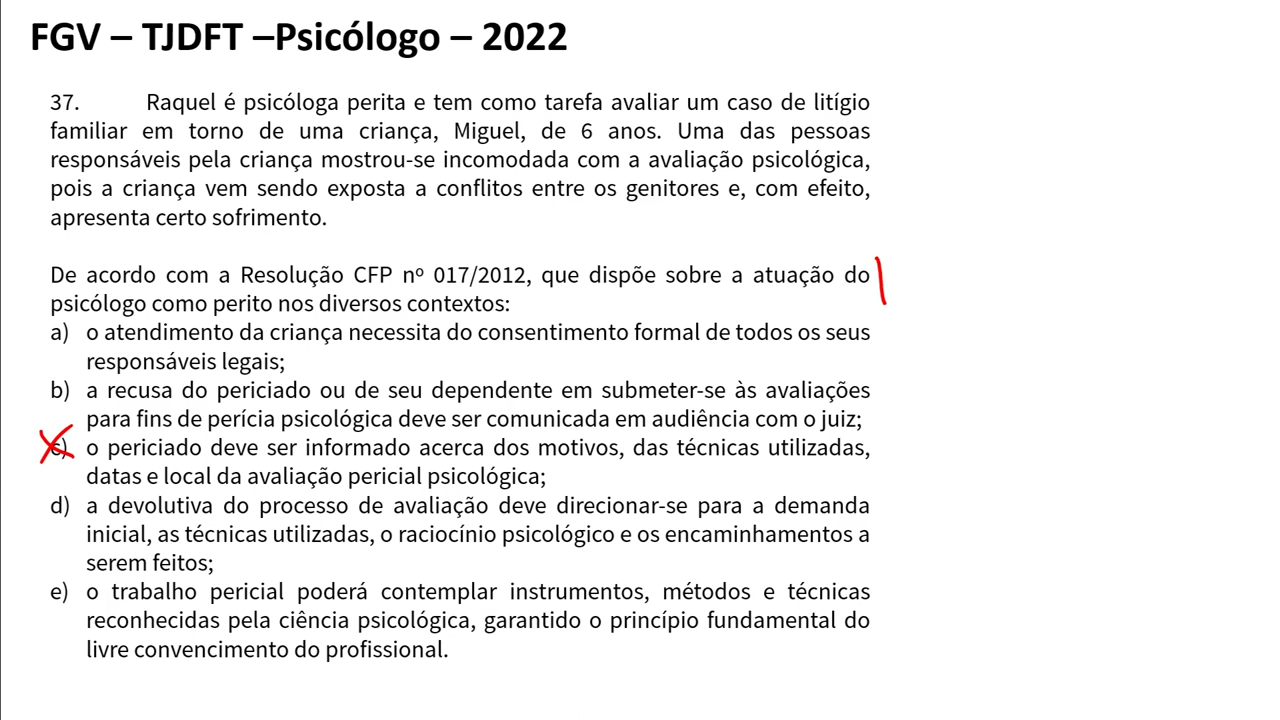 FGV – TJDFT –Psicólogo – 2022
37. Raquel é psicóloga perita e tem como tarefa avaliar um caso de litígio
familiar em torno de uma criança, Miguel, de 6 anos. Uma das pessoas
responsáveis pela criança mostrou-se incomodada com a avaliação psicológica,
pois a criança vem sendo exposta a conflitos entre os genitores e, com efeito,
apresenta certo sofrimento.
De acordo com a Resolução CFP nº 017/2012, que dispõe sobre a atuação do
psicólogo como perito nos diversos contextos:
a) o atendimento da criança necessita do consentimento formal de todos os seus
responsáveis legais;
b) a recusa do periciado ou de seu dependente em submeter-se às avaliações
para fins de perícia psicológica deve ser comunicada em audiência com o juiz;
c) o periciado deve ser informado acerca dos motivos, das técnicas utilizadas,
datas e local da avaliação pericial psicológica;
d) a devolutiva do processo de avaliação deve direcionar-se para a demanda
inicial, as técnicas utilizadas, o raciocínio psicológico e os encaminhamentos a
serem feitos;
e) o trabalho pericial poderá contemplar instrumentos, métodos e técnicas
reconhecidas pela ciência psicológica, garantido o princípio fundamental do
livre convencimento do profissional.